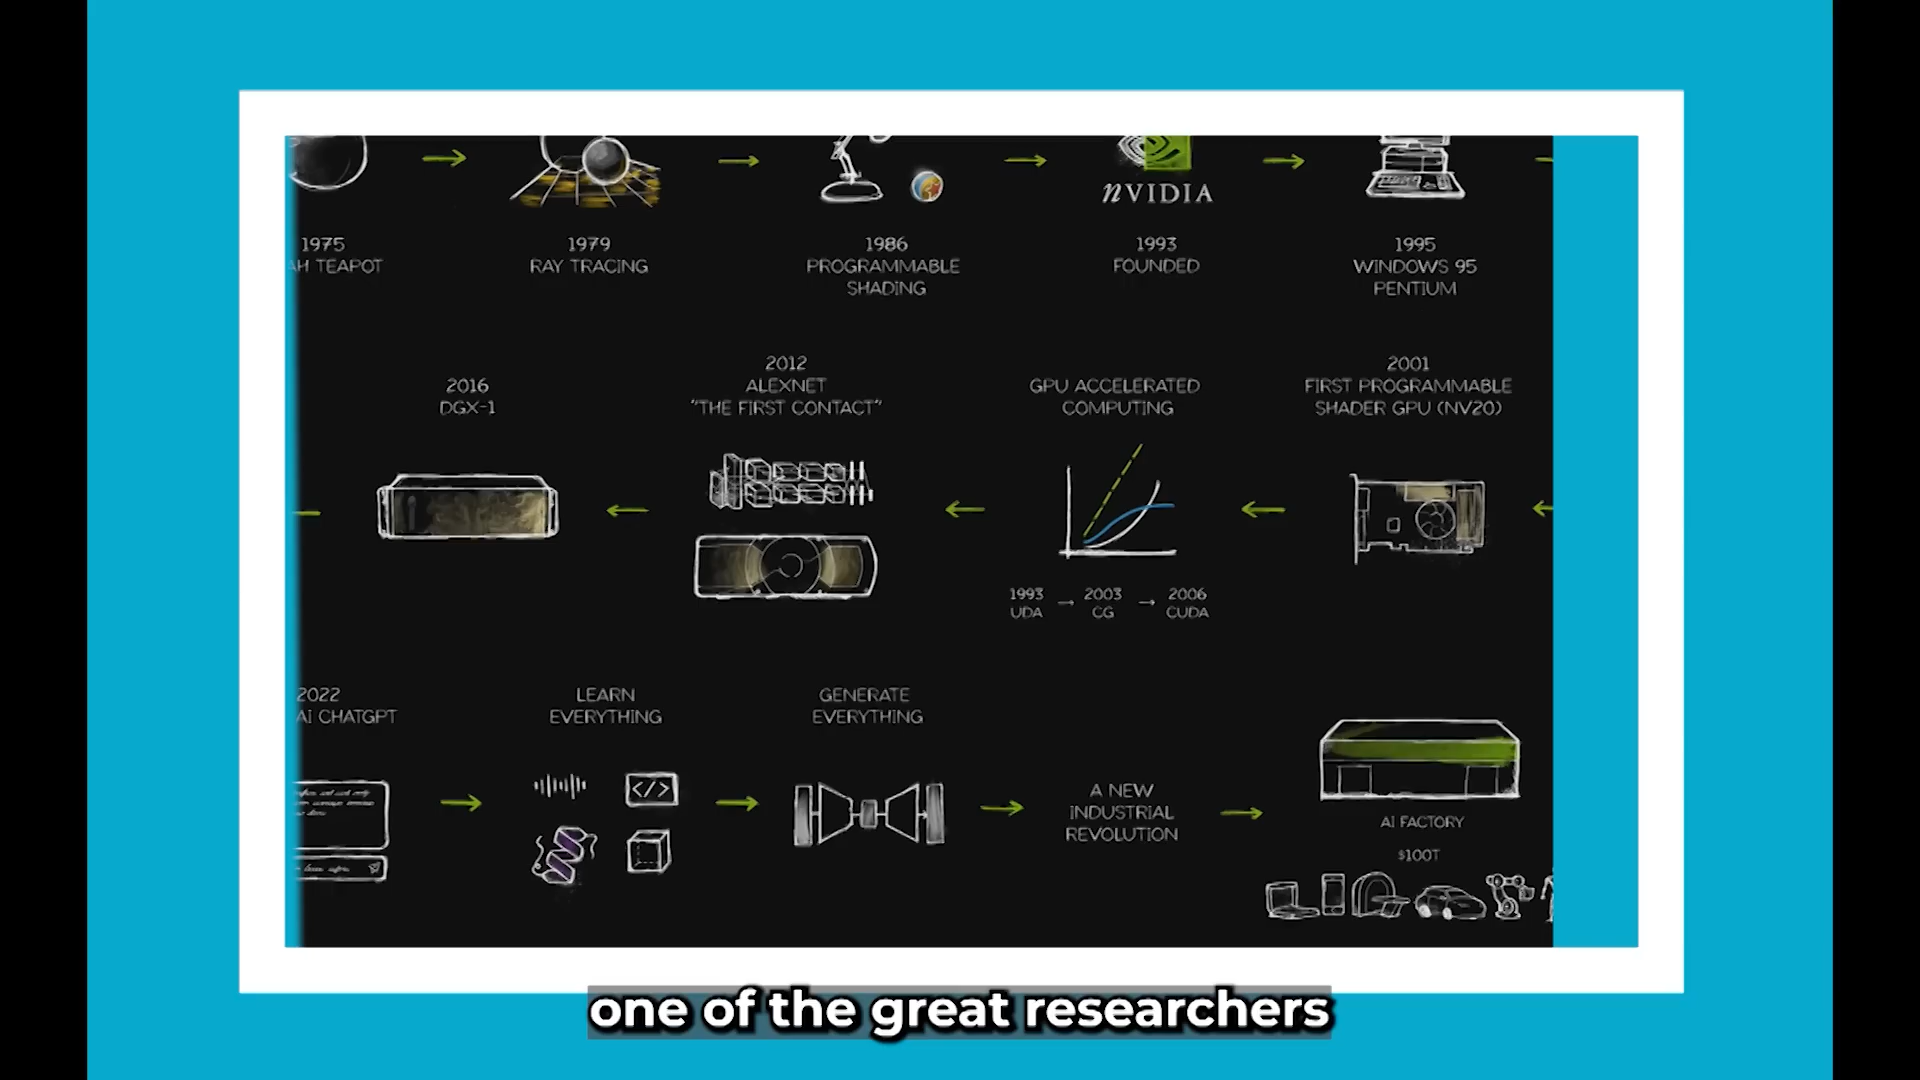 nVIDIA
1975
AH TEAPOT
1979
RAY TRACING
1986
PROGRAMMABLE
SHADING
1993
FOUNDED
1995
WINDOWS 95
PENTIUM
2016
DGX-1
2012
ALEXNET
"THE FIRST CONTACT"
GPU ACCELERATED
COMPUTING
2001
FIRST PROGRAMMABLE
SHADER GPU (NV20)
1993
UDA
→ 2003
CG
→ 2006
CUDA
2022
AI CHATGPT
LEARN
EVERYTHING
</>
GENERATE
EVERYTHING
A NEW
INDUSTRIAL
REVOLUTION
AI FACTORY
$100T
one of the great researchers